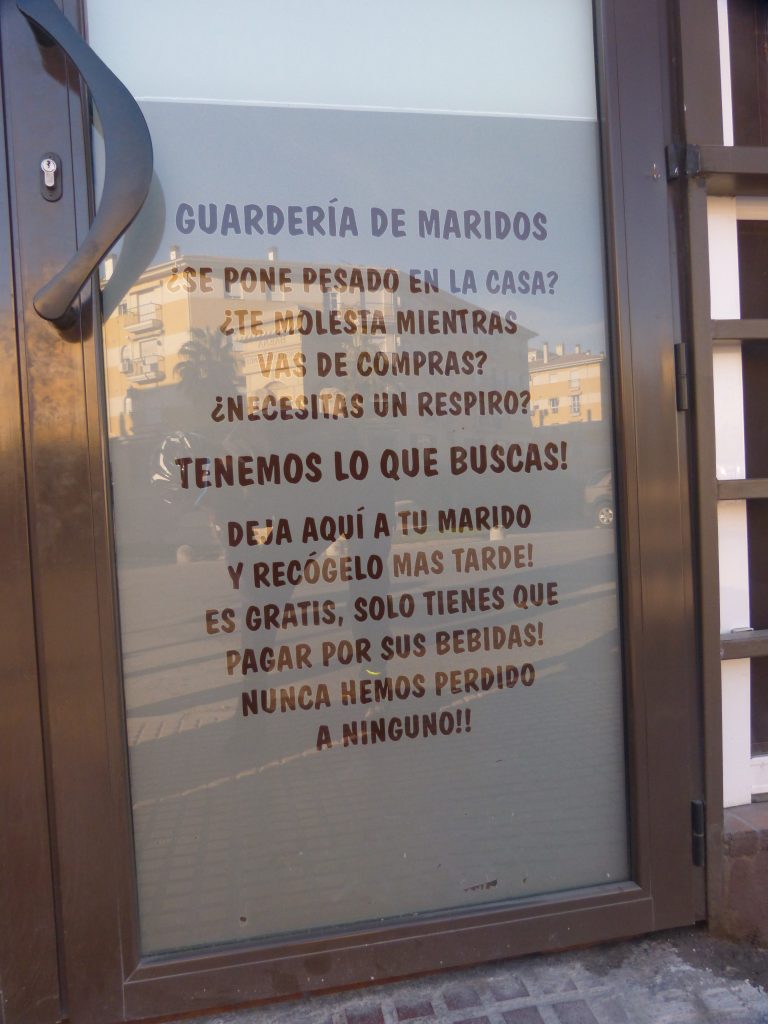 GUARDERÍA DE MARIDOS
¿SE PONE PESADO EN LA CASA?
¿TE MOLESTA MIENTRAS
VAS DE COMPRAS?
¿NECESITAS UN RESPIRO?
TENEMOS LO QUE BUSCAS!
DEJA AQUÍ A TU MARIDO
Y RECÓGELO MAS TARDE!
ES GRATIS, SOLO TIENES QUE
PAGAR POR SUS BEBIDAS!
NUNCA HEMOS PERDIDO
A NINGUNO!!